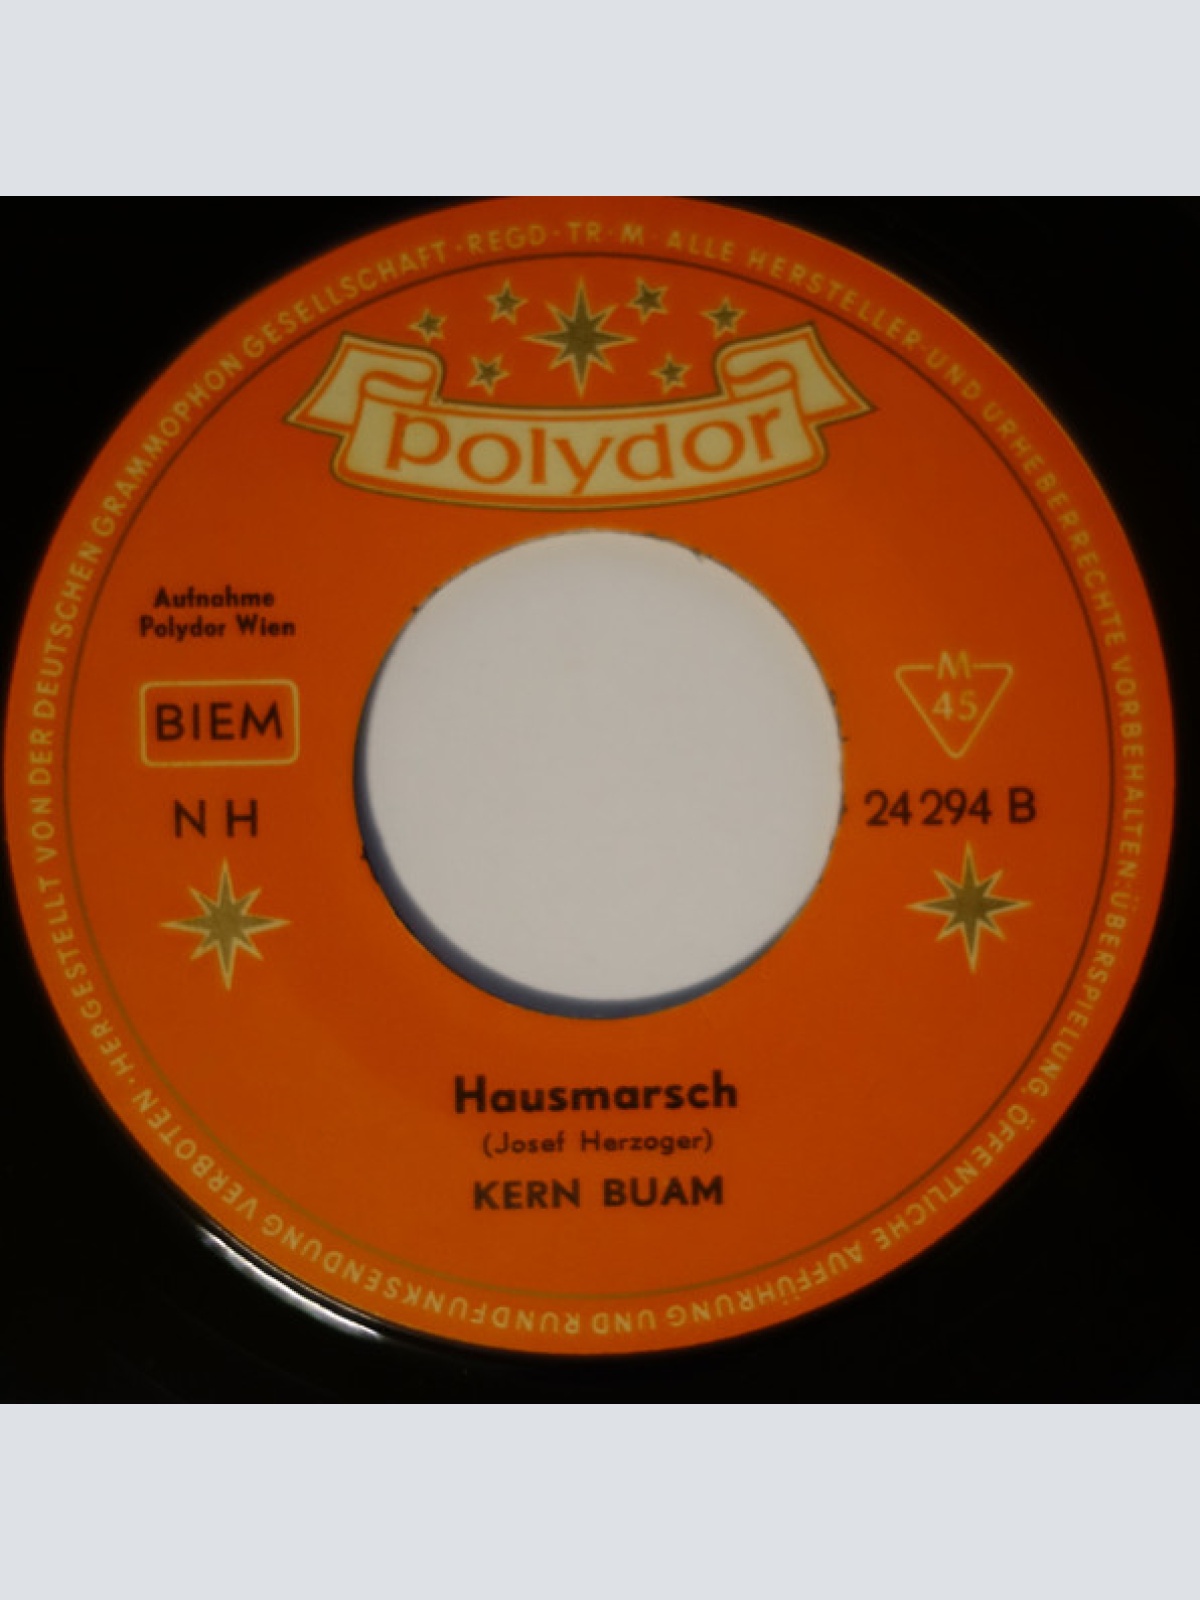 HERGESTELLT VON DER DEUTSCHEN GRAMMOPHON GESELLSCHAFT · REGD · TR · M · ALLE HERSTELLER- UND URHEBERRECHTE VORBEHALTEN · ÜBERSPIELUNG, ÖFFENTLICHE AUFFÜHRUNG UND RUNDFUNKSENDUNG VERBOTEN ·
polydor
Aufnahme
Polydor Wien
BIEM
N H
M
45
24 294 B
Hausmarsch
(Josef Herzoger)
KERN BUAM